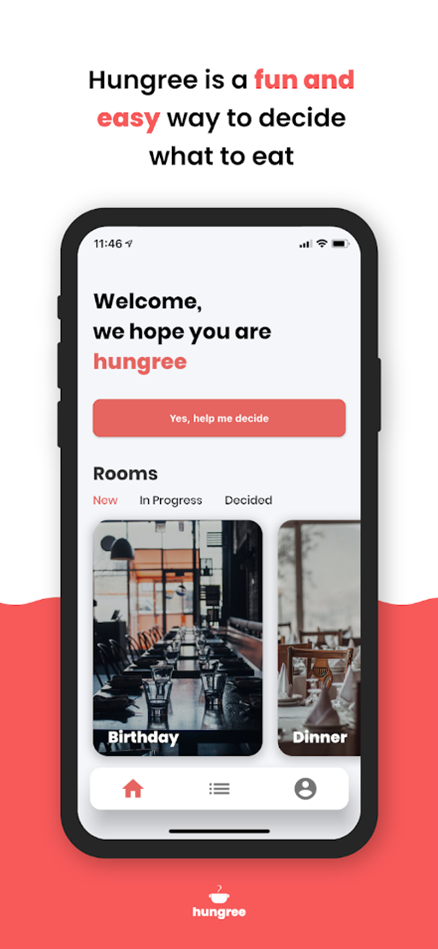 Hungree is a fun and
easy way to decide
what to eat
11:46
Welcome,
we hope you are
hungree
Yes, help me decide
Rooms
Now In Progress Decided
Birthday Dinner
hungree